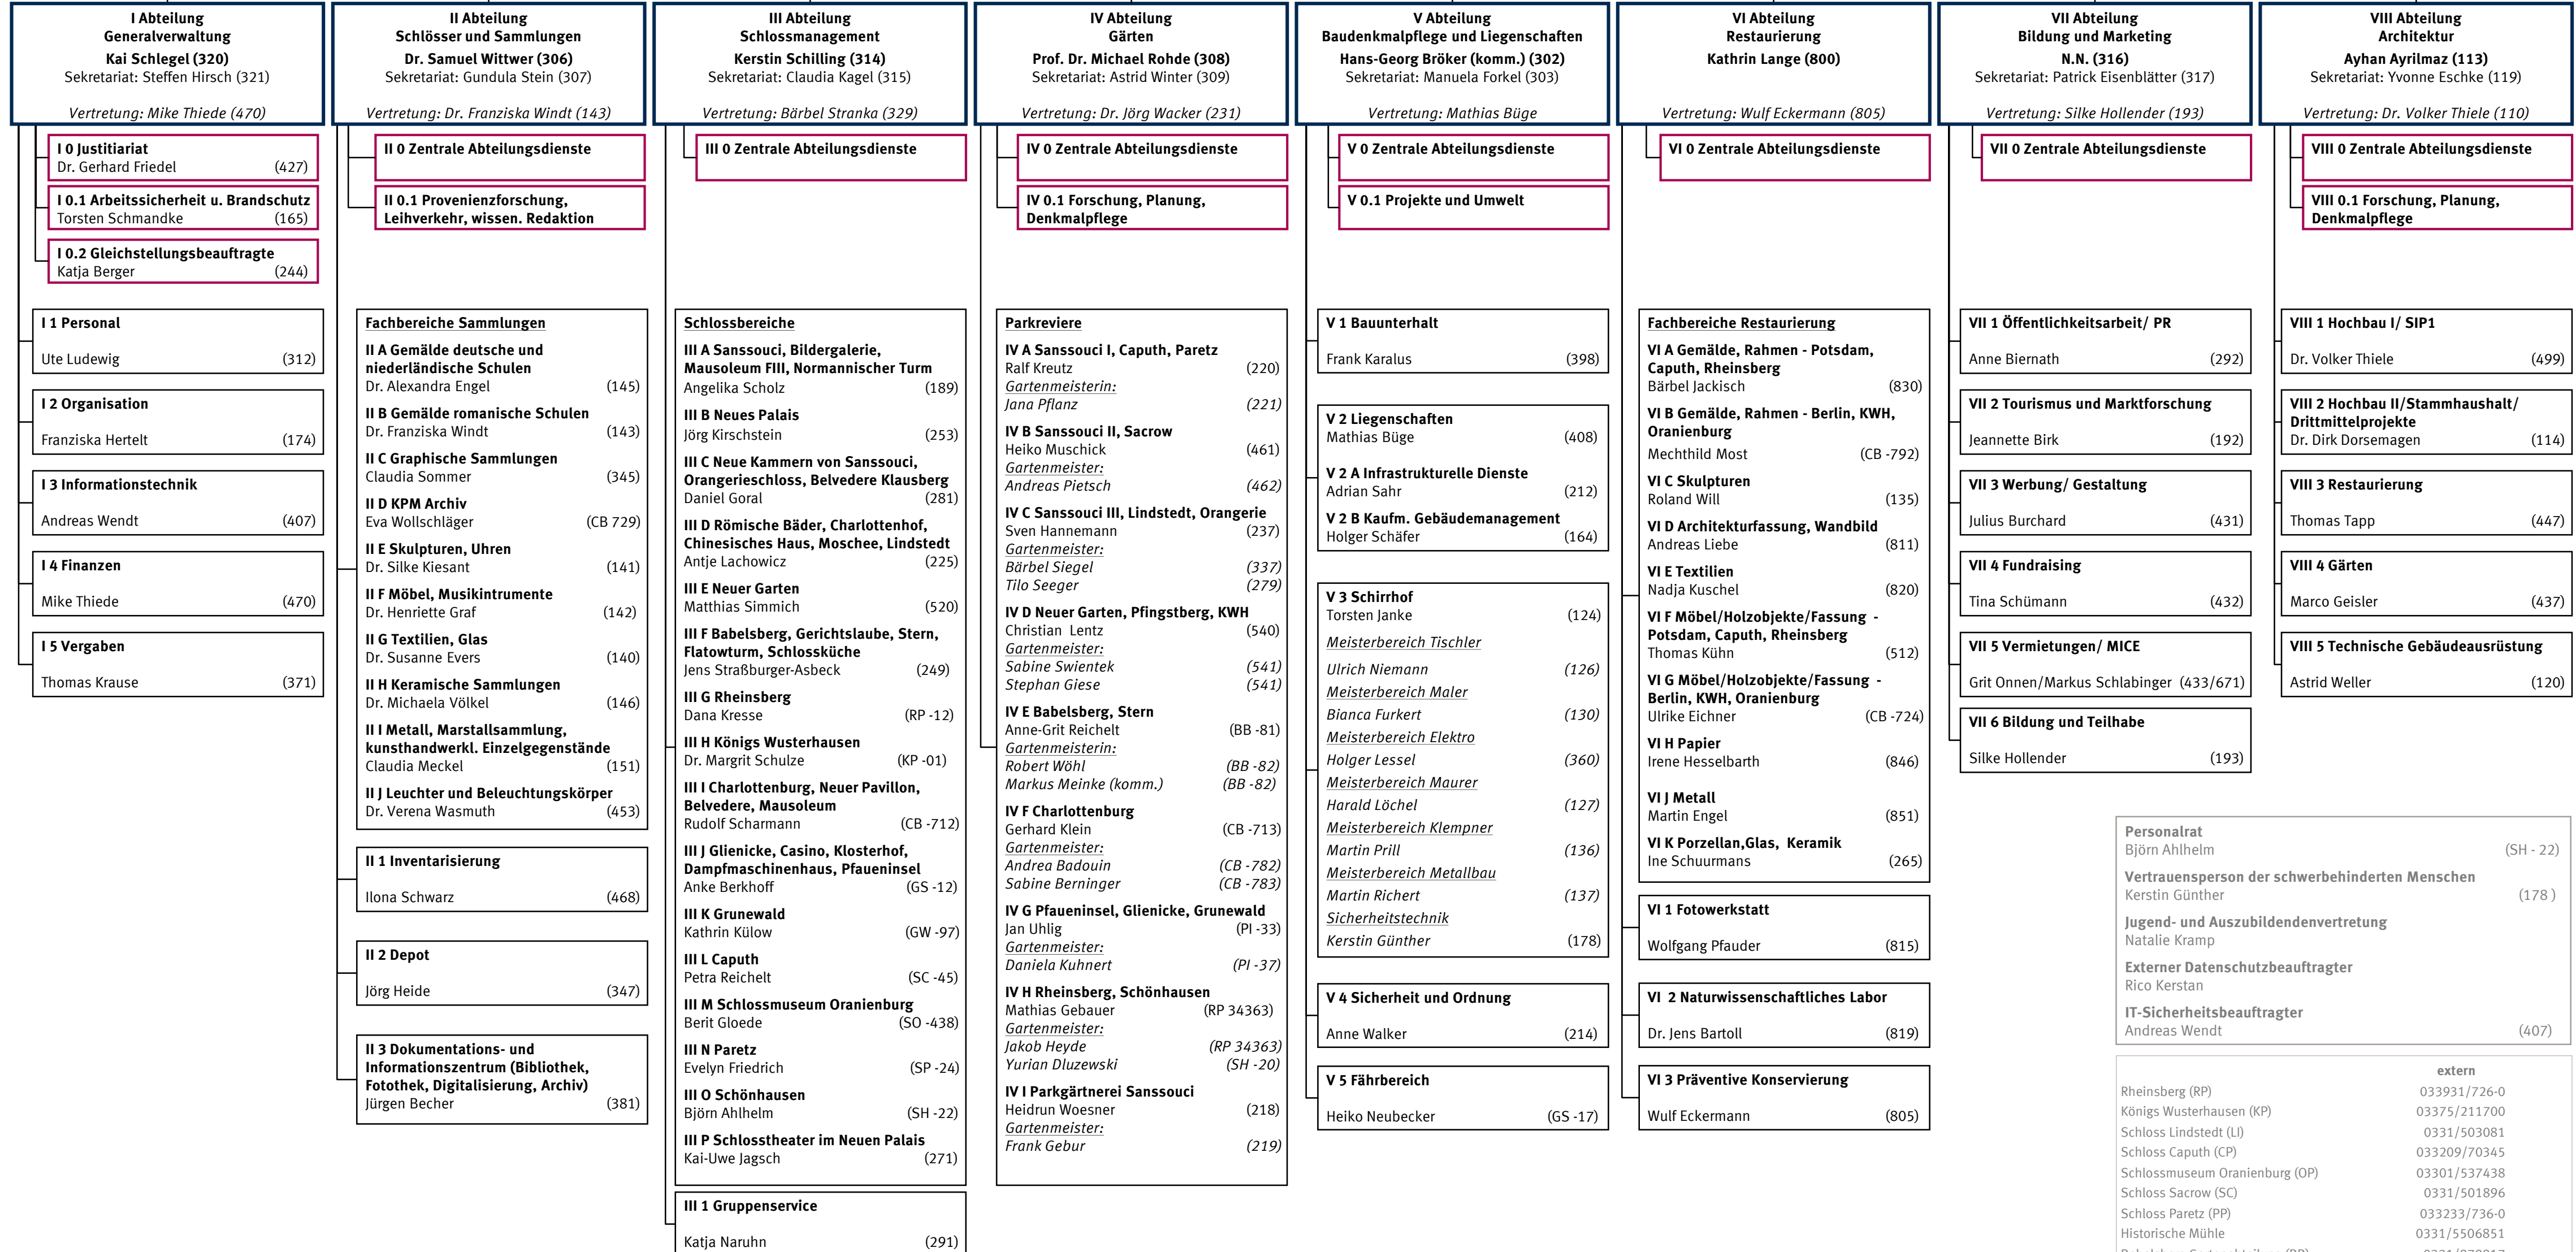 I Abteilung
Generalverwaltung
Kai Schlegel (320)
Sekretariat: Steffen Hirsch (321)
Vertretung: Mike Thiede (470)
I 0 Justitiariat
Dr. Gerhard Friedel (427)
I 0.1 Arbeitssicherheit u. Brandschutz
Torsten Schmandke (165)
I 0.2 Gleichstellungsbeauftragte
Katja Berger (244)
I 1 Personal
Ute Ludewig (312)
I 2 Organisation
Franziska Hertelt (174)
I 3 Informationstechnik
Andreas Wendt (407)
I 4 Finanzen
Mike Thiede (470)
I 5 Vergaben
Thomas Krause (371)
II Abteilung
Schlösser und Sammlungen
Dr. Samuel Wittwer (306)
Sekretariat: Gundula Stein (307)
Vertretung: Dr. Franziska Windt (143)
II 0 Zentrale Abteilungsdienste
II 0.1 Provenienzforschung,
Leihverkehr, wissen. Redaktion
Fachbereiche Sammlungen
II A Gemälde deutsche und
niederländische Schulen
Dr. Alexandra Engel (145)
II B Gemälde romanische Schulen
Dr. Franziska Windt (143)
II C Graphische Sammlungen
Claudia Sommer (345)
II D KPM Archiv
Eva Wollschläger (CB 729)
II E Skulpturen, Uhren
Dr. Silke Kiesant (141)
II F Möbel, Musikintrumente
Dr. Henriette Graf (142)
II G Textilien, Glas
Dr. Susanne Evers (140)
II H Keramische Sammlungen
Dr. Michaela Völkel (146)
II I Metall, Marstallsammlung,
kunsthandwerkl. Einzelgegenstände
Claudia Meckel (151)
II J Leuchter und Beleuchtungskörper
Dr. Verena Wasmuth (453)
II 1 Inventarisierung
Ilona Schwarz (468)
II 2 Depot
Jörg Heide (347)
II 3 Dokumentations- und
Informationszentrum (Bibliothek,
Fotothek, Digitalisierung, Archiv)
Jürgen Becher (381)
III Abteilung
Schlossmanagement
Kerstin Schilling (314)
Sekretariat: Claudia Kagel (315)
Vertretung: Bärbel Stranka (329)
III 0 Zentrale Abteilungsdienste
Schlossbereiche
III A Sanssouci, Bildergalerie,
Mausoleum FIII, Normannischer Turm
Angelika Scholz (189)
III B Neues Palais
Jörg Kirschstein (253)
III C Neue Kammern von Sanssouci,
Orangerieschloss, Belvedere Klausberg
Daniel Goral (281)
III D Römische Bäder, Charlottenhof,
Chinesisches Haus, Moschee, Lindstedt
Antje Lachowicz (225)
III E Neuer Garten
Matthias Simmich (520)
III F Babelsberg, Gerichtslaube, Stern,
Flatowturm, Schlossküche
Jens Straßburger-Asbeck (249)
III G Rheinsberg
Dana Kresse (RP -12)
III H Königs Wusterhausen
Dr. Margrit Schulze (KP -01)
III I Charlottenburg, Neuer Pavillon,
Belvedere, Mausoleum
Rudolf Scharmann (CB -712)
III J Glienicke, Casino, Klosterhof,
Dampfmaschinenhaus, Pfaueninsel
Anke Berkhoff (GS -12)
III K Grunewald
Kathrin Külow (GW -97)
III L Caputh
Petra Reichelt (SC -45)
III M Schlossmuseum Oranienburg
Berit Gloede (SO -438)
III N Paretz
Evelyn Friedrich (SP -24)
III O Schönhausen
Björn Ahlhelm (SH -22)
III P Schlosstheater im Neuen Palais
Kai-Uwe Jagsch (271)
III 1 Gruppenservice
Katja Naruhn (291)
IV Abteilung
Gärten
Prof. Dr. Michael Rohde (308)
Sekretariat: Astrid Winter (309)
Vertretung: Dr. Jörg Wacker (231)
IV 0 Zentrale Abteilungsdienste
IV 0.1 Forschung, Planung,
Denkmalpflege
Parkreviere
IV A Sanssouci I, Caputh, Paretz
Ralf Kreutz (220)
Gartenmeisterin:
Jana Pflanz (221)
IV B Sanssouci II, Sacrow
Heiko Muschick (461)
Gartenmeister:
Andreas Pietsch (462)
IV C Sanssouci III, Lindstedt, Orangerie
Sven Hannemann (237)
Gartenmeister:
Bärbel Siegel (337)
Tilo Seeger (279)
IV D Neuer Garten, Pfingstberg, KWH
Christian Lentz (540)
Gartenmeister:
Sabine Swientek (541)
Stephan Giese (541)
IV E Babelsberg, Stern
Anne-Grit Reichelt (BB -81)
Gartenmeisterin:
Robert Wöhl (BB -82)
Markus Meinke (komm.) (BB -82)
IV F Charlottenburg
Gerhard Klein (CB -713)
Gartenmeister:
Andrea Badouin (CB -782)
Sabine Berninger (CB -783)
IV G Pfaueninsel, Glienicke, Grunewald
Jan Uhlig (PI -33)
Gartenmeister:
Daniela Kuhnert (PI -37)
IV H Rheinsberg, Schönhausen
Mathias Gebauer (RP 34363)
Gartenmeister:
Jakob Heyde (RP 34363)
Yurian Dluzewski (SH -20)
IV I Parkgärtnerei Sanssouci
Heidrun Woesner (218)
Gartenmeister:
Frank Gebur (219)
V Abteilung
Baudenkmalpflege und Liegenschaften
Hans-Georg Bröker (komm.) (302)
Sekretariat: Manuela Forkel (303)
Vertretung: Mathias Büge
V 0 Zentrale Abteilungsdienste
V 0.1 Projekte und Umwelt
V 1 Bauunterhalt
Frank Karalus (398)
V 2 Liegenschaften
Mathias Büge (408)
V 2 A Infrastrukturelle Dienste
Adrian Sahr (212)
V 2 B Kaufm. Gebäudemanagement
Holger Schäfer (164)
V 3 Schirrhof
Torsten Janke (124)
Meisterbereich Tischler
Ulrich Niemann (126)
Meisterbereich Maler
Bianca Furkert (130)
Meisterbereich Elektro
Holger Lessel (360)
Meisterbereich Maurer
Harald Löchel (127)
Meisterbereich Klempner
Martin Prill (136)
Meisterbereich Metallbau
Martin Richert (137)
Sicherheitstechnik
Kerstin Günther (178)
V 4 Sicherheit und Ordnung
Anne Walker (214)
V 5 Fährbereich
Heiko Neubecker (GS -17)
VI Abteilung
Restaurierung
Kathrin Lange (800)
Vertretung: Wulf Eckermann (805)
VI 0 Zentrale Abteilungsdienste
Fachbereiche Restaurierung
VI A Gemälde, Rahmen - Potsdam,
Caputh, Rheinsberg
Bärbel Jackisch (830)
VI B Gemälde, Rahmen - Berlin, KWH,
Oranienburg
Mechthild Most (CB -792)
VI C Skulpturen
Roland Will (135)
VI D Architekturfassung, Wandbild
Andreas Liebe (811)
VI E Textilien
Nadja Kuschel (820)
VI F Möbel/Holzobjekte/Fassung -
Potsdam, Caputh, Rheinsberg
Thomas Kühn (512)
VI G Möbel/Holzobjekte/Fassung -
Berlin, KWH, Oranienburg
Ulrike Eichner (CB -724)
VI H Papier
Irene Hesselbarth (846)
VI J Metall
Martin Engel (851)
VI K Porzellan,Glas, Keramik
Ine Schuurmans (265)
VI 1 Fotowerkstatt
Wolfgang Pfauder (815)
VI 2 Naturwissenschaftliches Labor
Dr. Jens Bartoll (819)
VI 3 Präventive Konservierung
Wulf Eckermann (805)
VII Abteilung
Bildung und Marketing
N.N. (316)
Sekretariat: Patrick Eisenblätter (317)
Vertretung: Silke Hollender (193)
VII 0 Zentrale Abteilungsdienste
VII 1 Öffentlichkeitsarbeit/ PR
Anne Biernath (292)
VII 2 Tourismus und Marktforschung
Jeannette Birk (192)
VII 3 Werbung/ Gestaltung
Julius Burchard (431)
VII 4 Fundraising
Tina Schümann (432)
VII 5 Vermietungen/ MICE
Grit Onnen/Markus Schlabinger (433/671)
VII 6 Bildung und Teilhabe
Silke Hollender (193)
VIII Abteilung
Architektur
Ayhan Ayrilmaz (113)
Sekretariat: Yvonne Eschke (119)
Vertretung: Dr. Volker Thiele (110)
VIII 0 Zentrale Abteilungsdienste
VIII 0.1 Forschung, Planung,
Denkmalpflege
VIII 1 Hochbau I/ SIP1
Dr. Volker Thiele (499)
VIII 2 Hochbau II/Stammhaushalt/
Drittmittelprojekte
Dr. Dirk Dorsemagen (114)
VIII 3 Restaurierung
Thomas Tapp (447)
VIII 4 Gärten
Marco Geisler (437)
VIII 5 Technische Gebäudeausrüstung
Astrid Weller (120)
Personalrat
Björn Ahlhelm (SH - 22)
Vertrauensperson der schwerbehinderten Menschen
Kerstin Günther (178 )
Jugend- und Auszubildendenvertretung
Natalie Kramp
Externer Datenschutzbeauftragter
Rico Kerstan
IT-Sicherheitsbeauftragter
Andreas Wendt (407)
extern
Rheinsberg (RP) 033931/726-0
Königs Wusterhausen (KP) 03375/211700
Schloss Lindstedt (LI) 0331/503081
Schloss Caputh (CP) 033209/70345
Schlossmuseum Oranienburg (OP) 03301/537438
Schloss Sacrow (SC) 0331/501896
Schloss Paretz (PP) 033233/736-0
Historische Mühle 0331/5506851